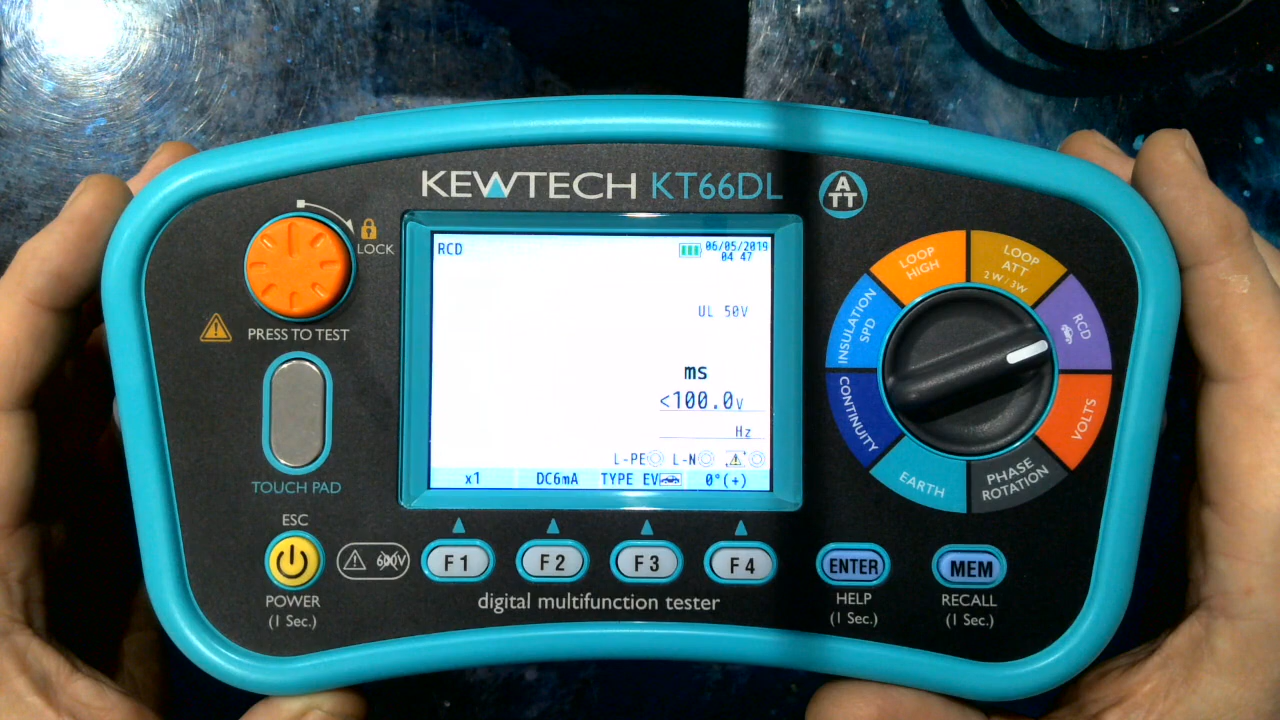 KEWTECH KT66DL
ATT
LOCK
PRESS TO TEST
TOUCH PAD
ESC
POWER
(1 Sec.)
600V
RCD
06/05/2019
04 47
UL 50V
ms
<100.0V
Hz
L-PE L-N
x1 DC6mA TYPE EV 0°(+)
F1
F2
F3
F4
digital multifunction tester
ENTER
HELP
(1 Sec.)
MEM
RECALL
(1 Sec.)
LOOP
HIGH
LOOP
ATT
2W/3W
RCD
VOLTS
PHASE
ROTATION
EARTH
CONTINUITY
INSULATION
SPD